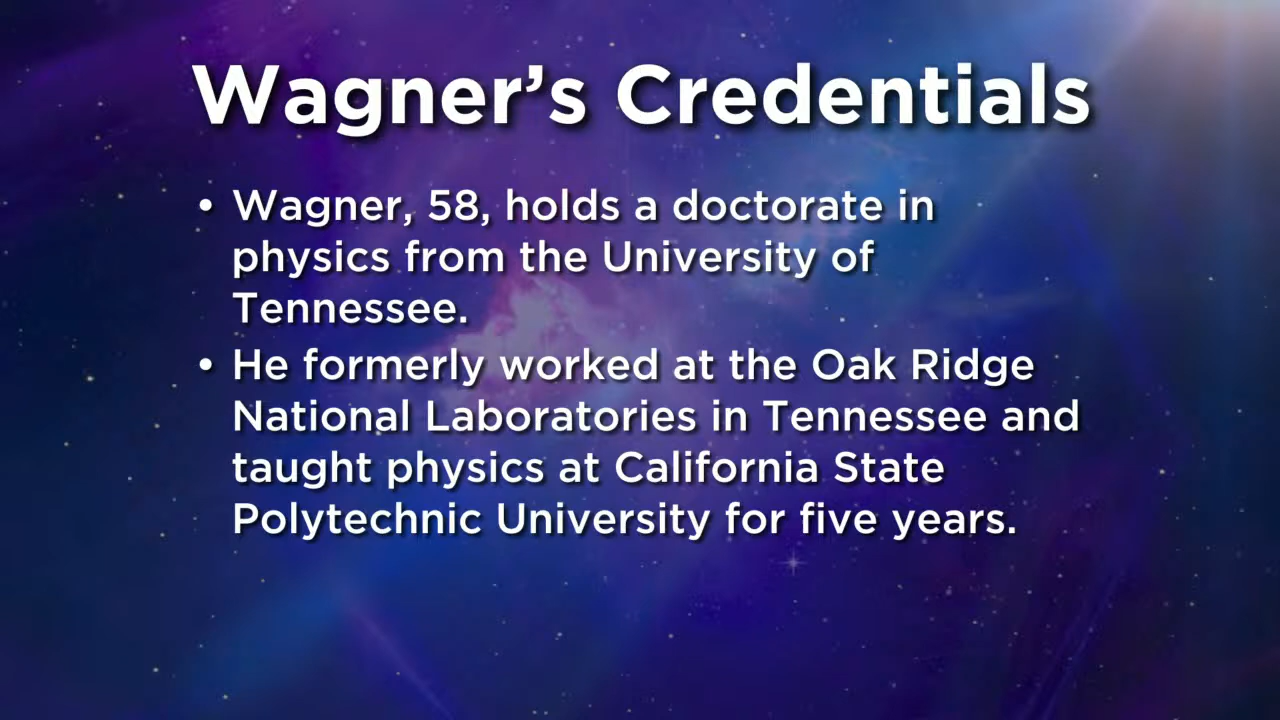 Wagner’s Credentials
• Wagner, 58, holds a doctorate in
physics from the University of
Tennessee.
• He formerly worked at the Oak Ridge
National Laboratories in Tennessee and
taught physics at California State
Polytechnic University for five years.